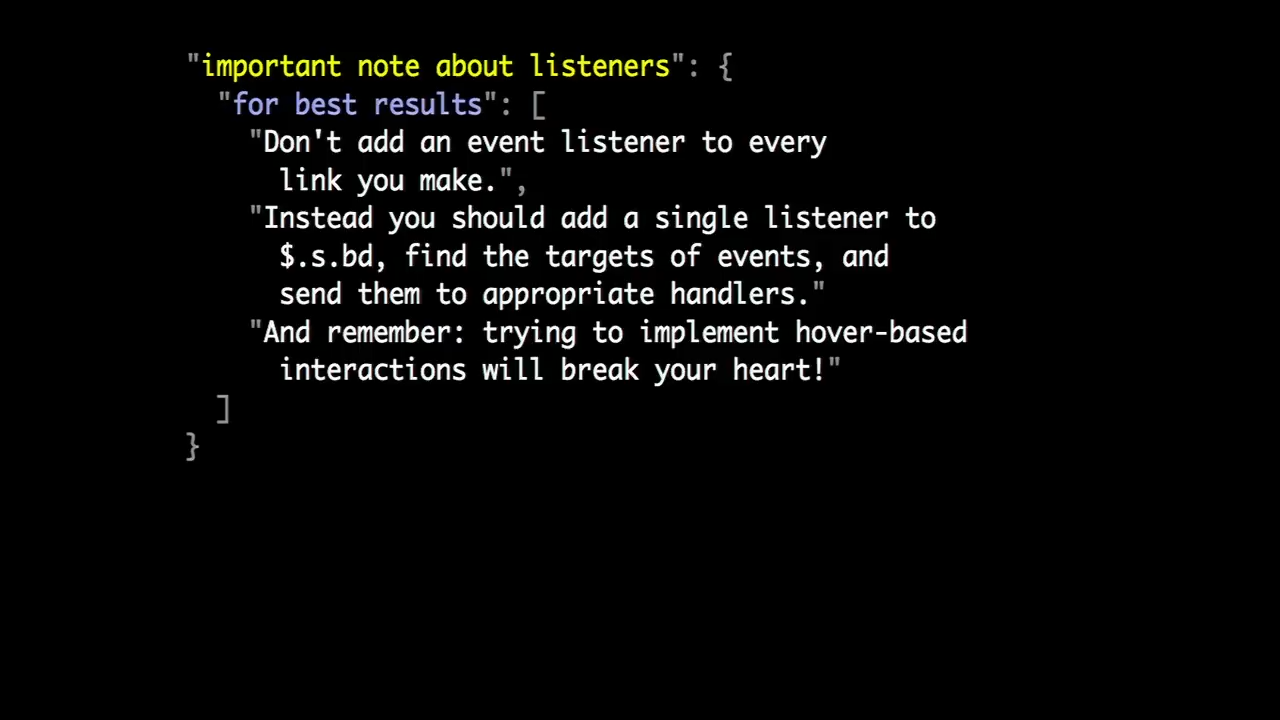 "important note about listeners": {
"for best results": [
"Don't add an event listener to every
link you make.",
"Instead you should add a single listener to
$.s.bd, find the targets of events, and
send them to appropriate handlers."
"And remember: trying to implement hover-based
interactions will break your heart!"
]
}